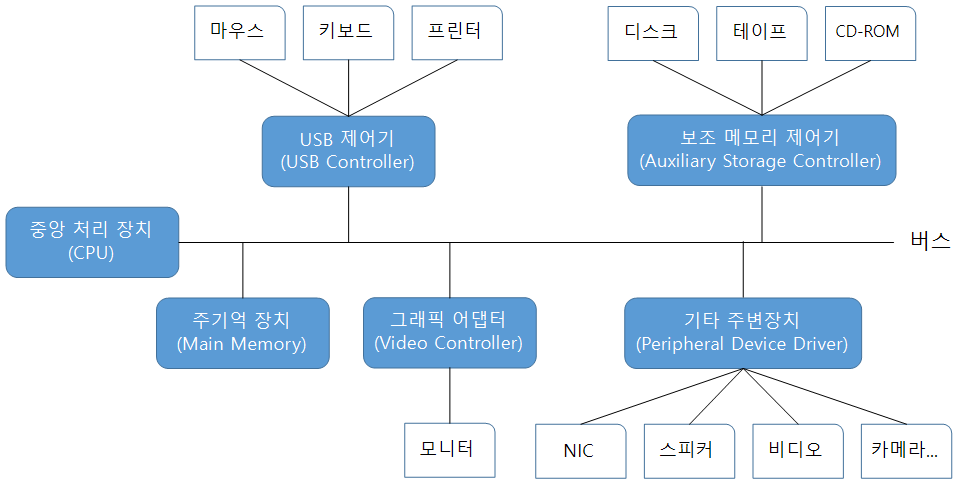 마우스
키보드
프린터
디스크
테이프
CD-ROM
USB 제어기
(USB Controller)
보조 메모리 제어기
(Auxiliary Storage Controller)
중앙 처리 장치
(CPU)
버스
주기억 장치
(Main Memory)
그래픽 어댑터
(Video Controller)
기타 주변장치
(Peripheral Device Driver)
모니터
NIC
스피커
비디오
카메라...